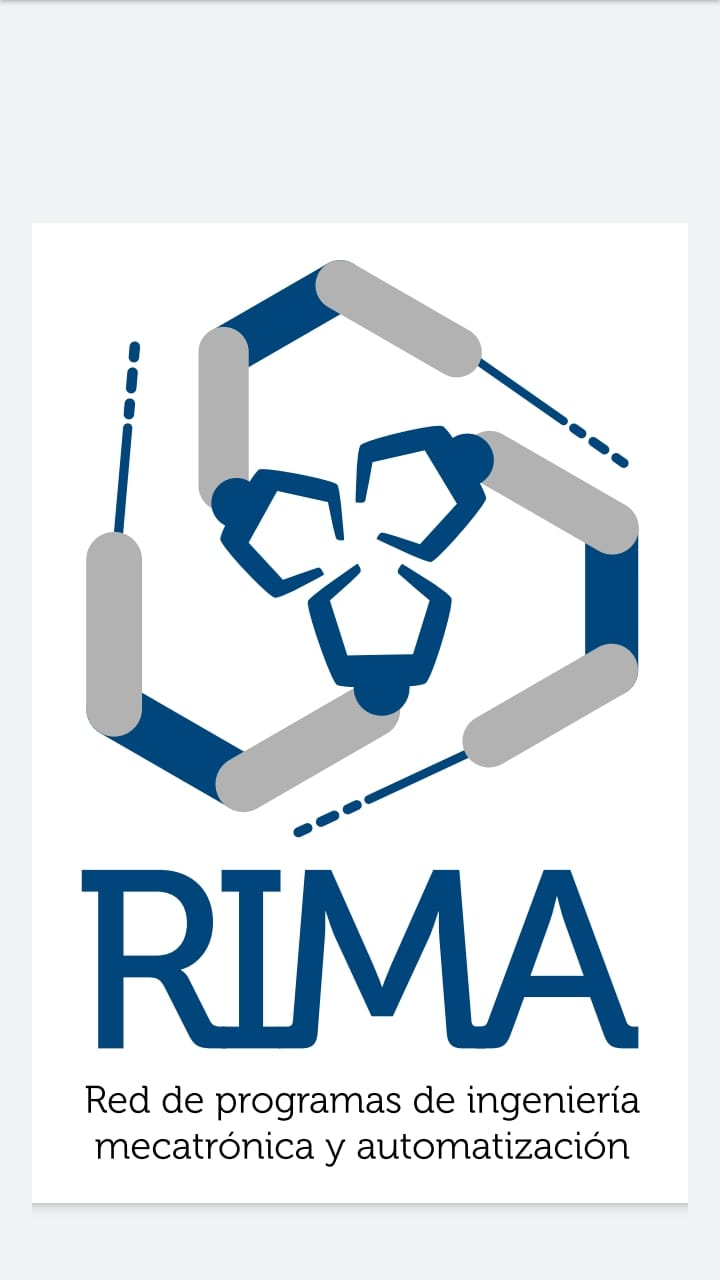 RIMA
Red de programas de ingeniería
mecatrónica y automatización